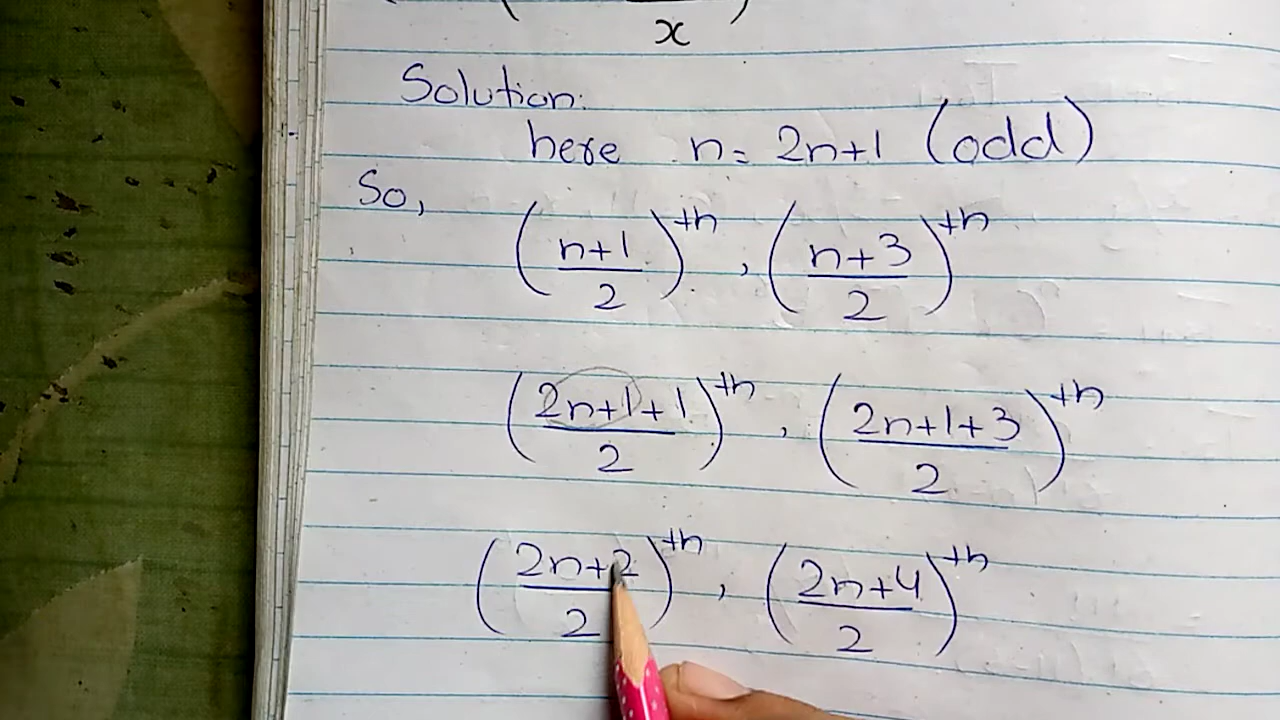 ( x )
Solution:
here n = 2n+1 (odd)
So,
((n+1)/2)^th , ((n+3)/2)^th
((2n+1+1)/2)^th , ((2n+1+3)/2)^th
((2n+2)/2)^th , ((2n+4)/2)^th